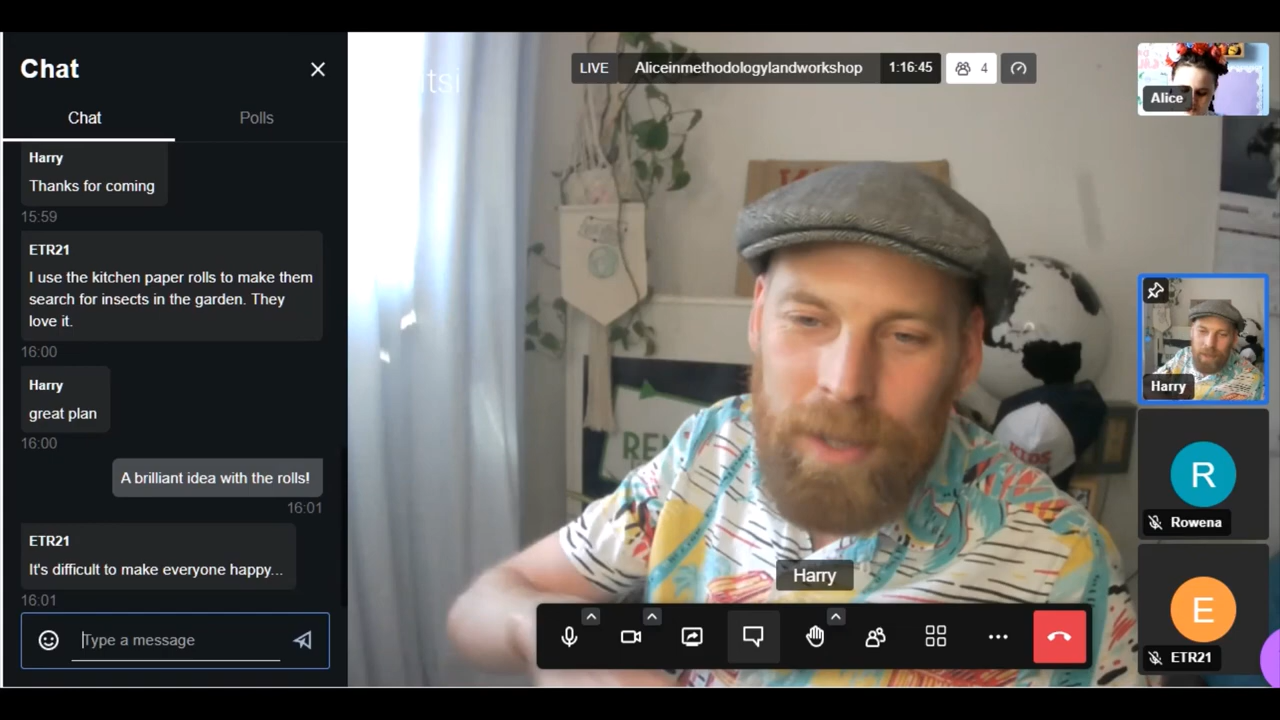 Chat
Chat Polls
Harry
Thanks for coming
15:59
ETR21
I use the kitchen paper rolls to make them
search for insects in the garden. They
love it.
16:00
Harry
great plan
16:00
A brilliant idea with the rolls!
16:01
ETR21
It's difficult to make everyone happy...
16:01
Type a message
itsi
LIVE Aliceinmethodologylandworkshop 1:16:45 4
KIDS
Harry
Alice
Harry
R
Rowena
E
ETR21